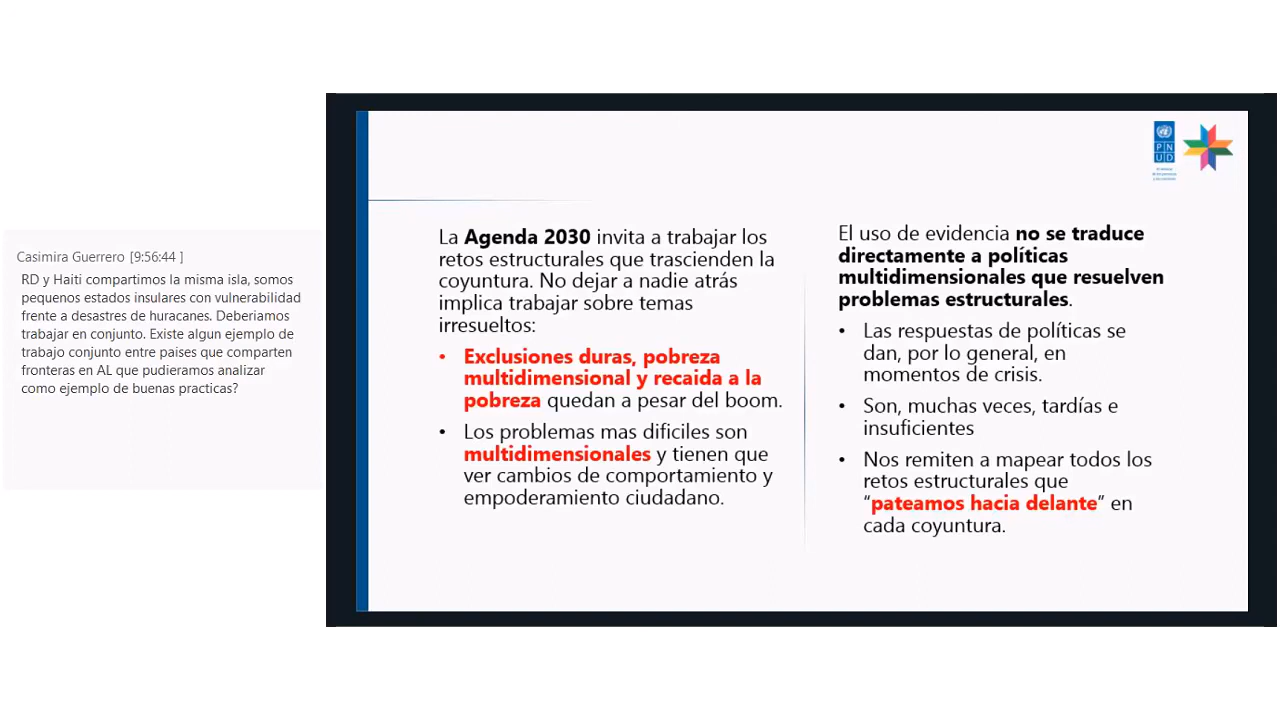 Casimira Guerrero [9:56:44 ]
RD y Haiti compartimos la misma isla, somos
pequenos estados insulares con vulnerabilidad
frente a desastres de huracanes. Deberiamos
trabajar en conjunto. Existe algun ejemplo de
trabajo conjunto entre paises que comparten
fronteras en AL que pudieramos analizar
como ejemplo de buenas practicas?
P N
U D
La Agenda 2030 invita a trabajar los
retos estructurales que trascienden la
coyuntura. No dejar a nadie atrás
implica trabajar sobre temas
irresueltos:
• Exclusiones duras, pobreza
multidimensional y recaida a la
pobreza quedan a pesar del boom.
• Los problemas mas dificiles son
multidimensionales y tienen que
ver cambios de comportamiento y
empoderamiento ciudadano.
El uso de evidencia no se traduce
directamente a políticas
multidimensionales que resuelven
problemas estructurales.
• Las respuestas de políticas se
dan, por lo general, en
momentos de crisis.
• Son, muchas veces, tardías e
insuficientes
• Nos remiten a mapear todos los
retos estructurales que
“pateamos hacia delante” en
cada coyuntura.